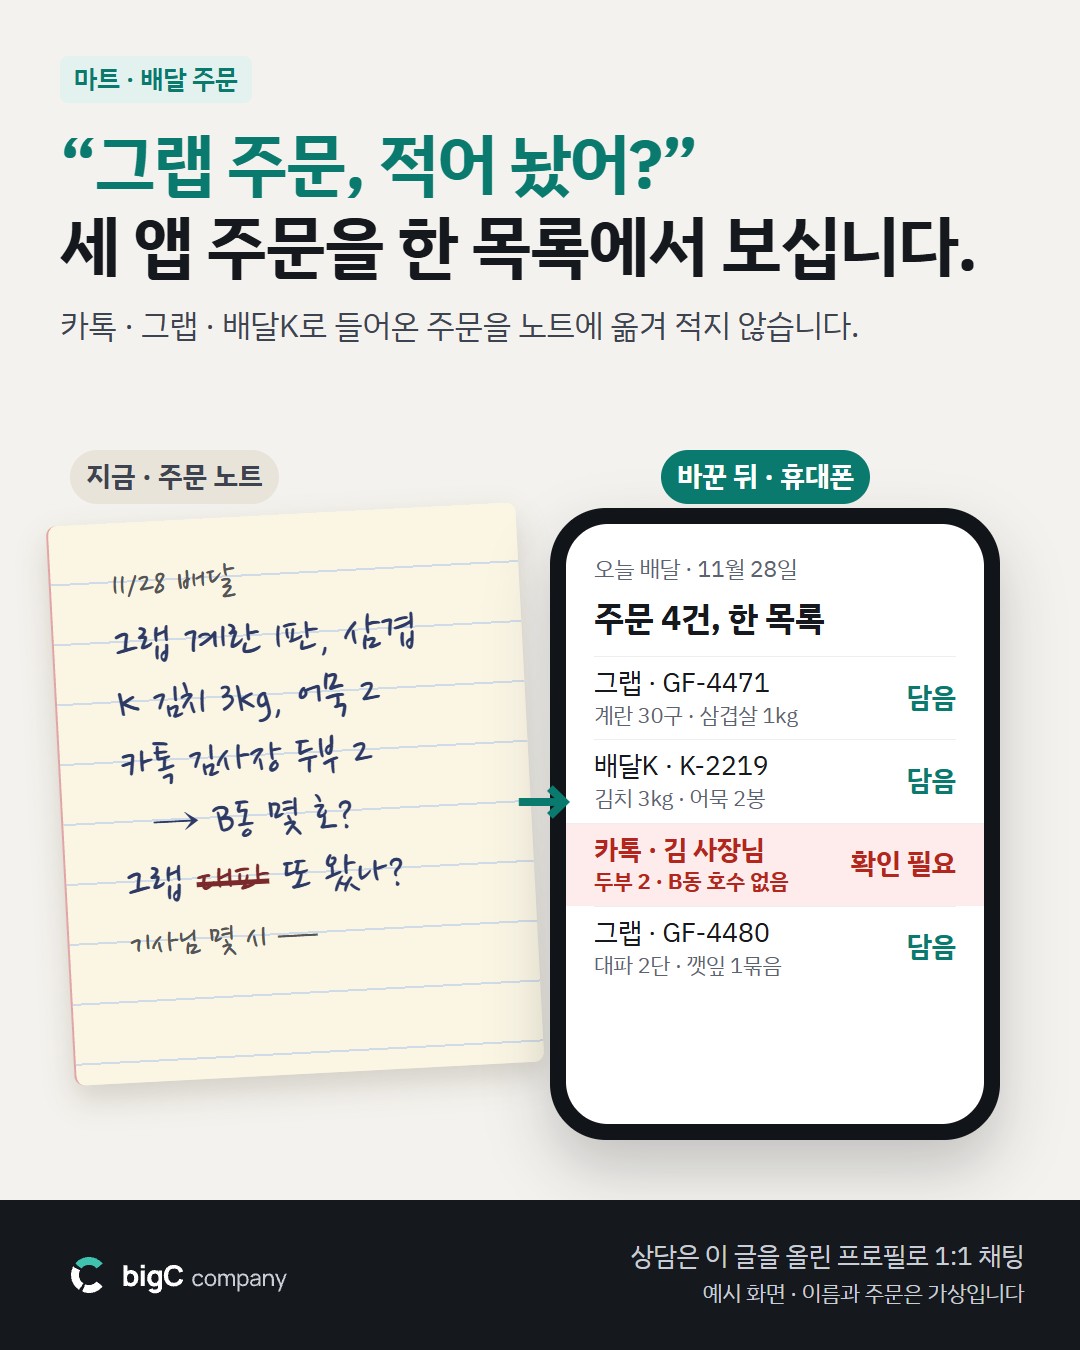 마트 · 배달 주문
“그랩 주문, 적어 놨어?”
세 앱 주문을 한 목록에서 보십니다.
카톡 · 그랩 · 배달K로 들어온 주문을 노트에 옮겨 적지 않습니다.
지금 · 주문 노트
11/28 배달
그랩 계란 1판, 삼겹
K 김치 3kg, 어묵 2
카톡 김사장 두부 2
→ B동 몇 호?
그랩 대파 또 왔나?
기사님 몇 시 —
바꾼 뒤 · 휴대폰
오늘 배달 · 11월 28일
주문 4건, 한 목록
그랩 · GF-4471
계란 30구 · 삼겹살 1kg
담음
배달K · K-2219
김치 3kg · 어묵 2봉
담음
카톡 · 김 사장님
두부 2 · B동 호수 없음
확인 필요
그랩 · GF-4480
대파 2단 · 깻잎 1묶음
담음
bigC company
상담은 이 글을 올린 프로필로 1:1 채팅
예시 화면 · 이름과 주문은 가상입니다